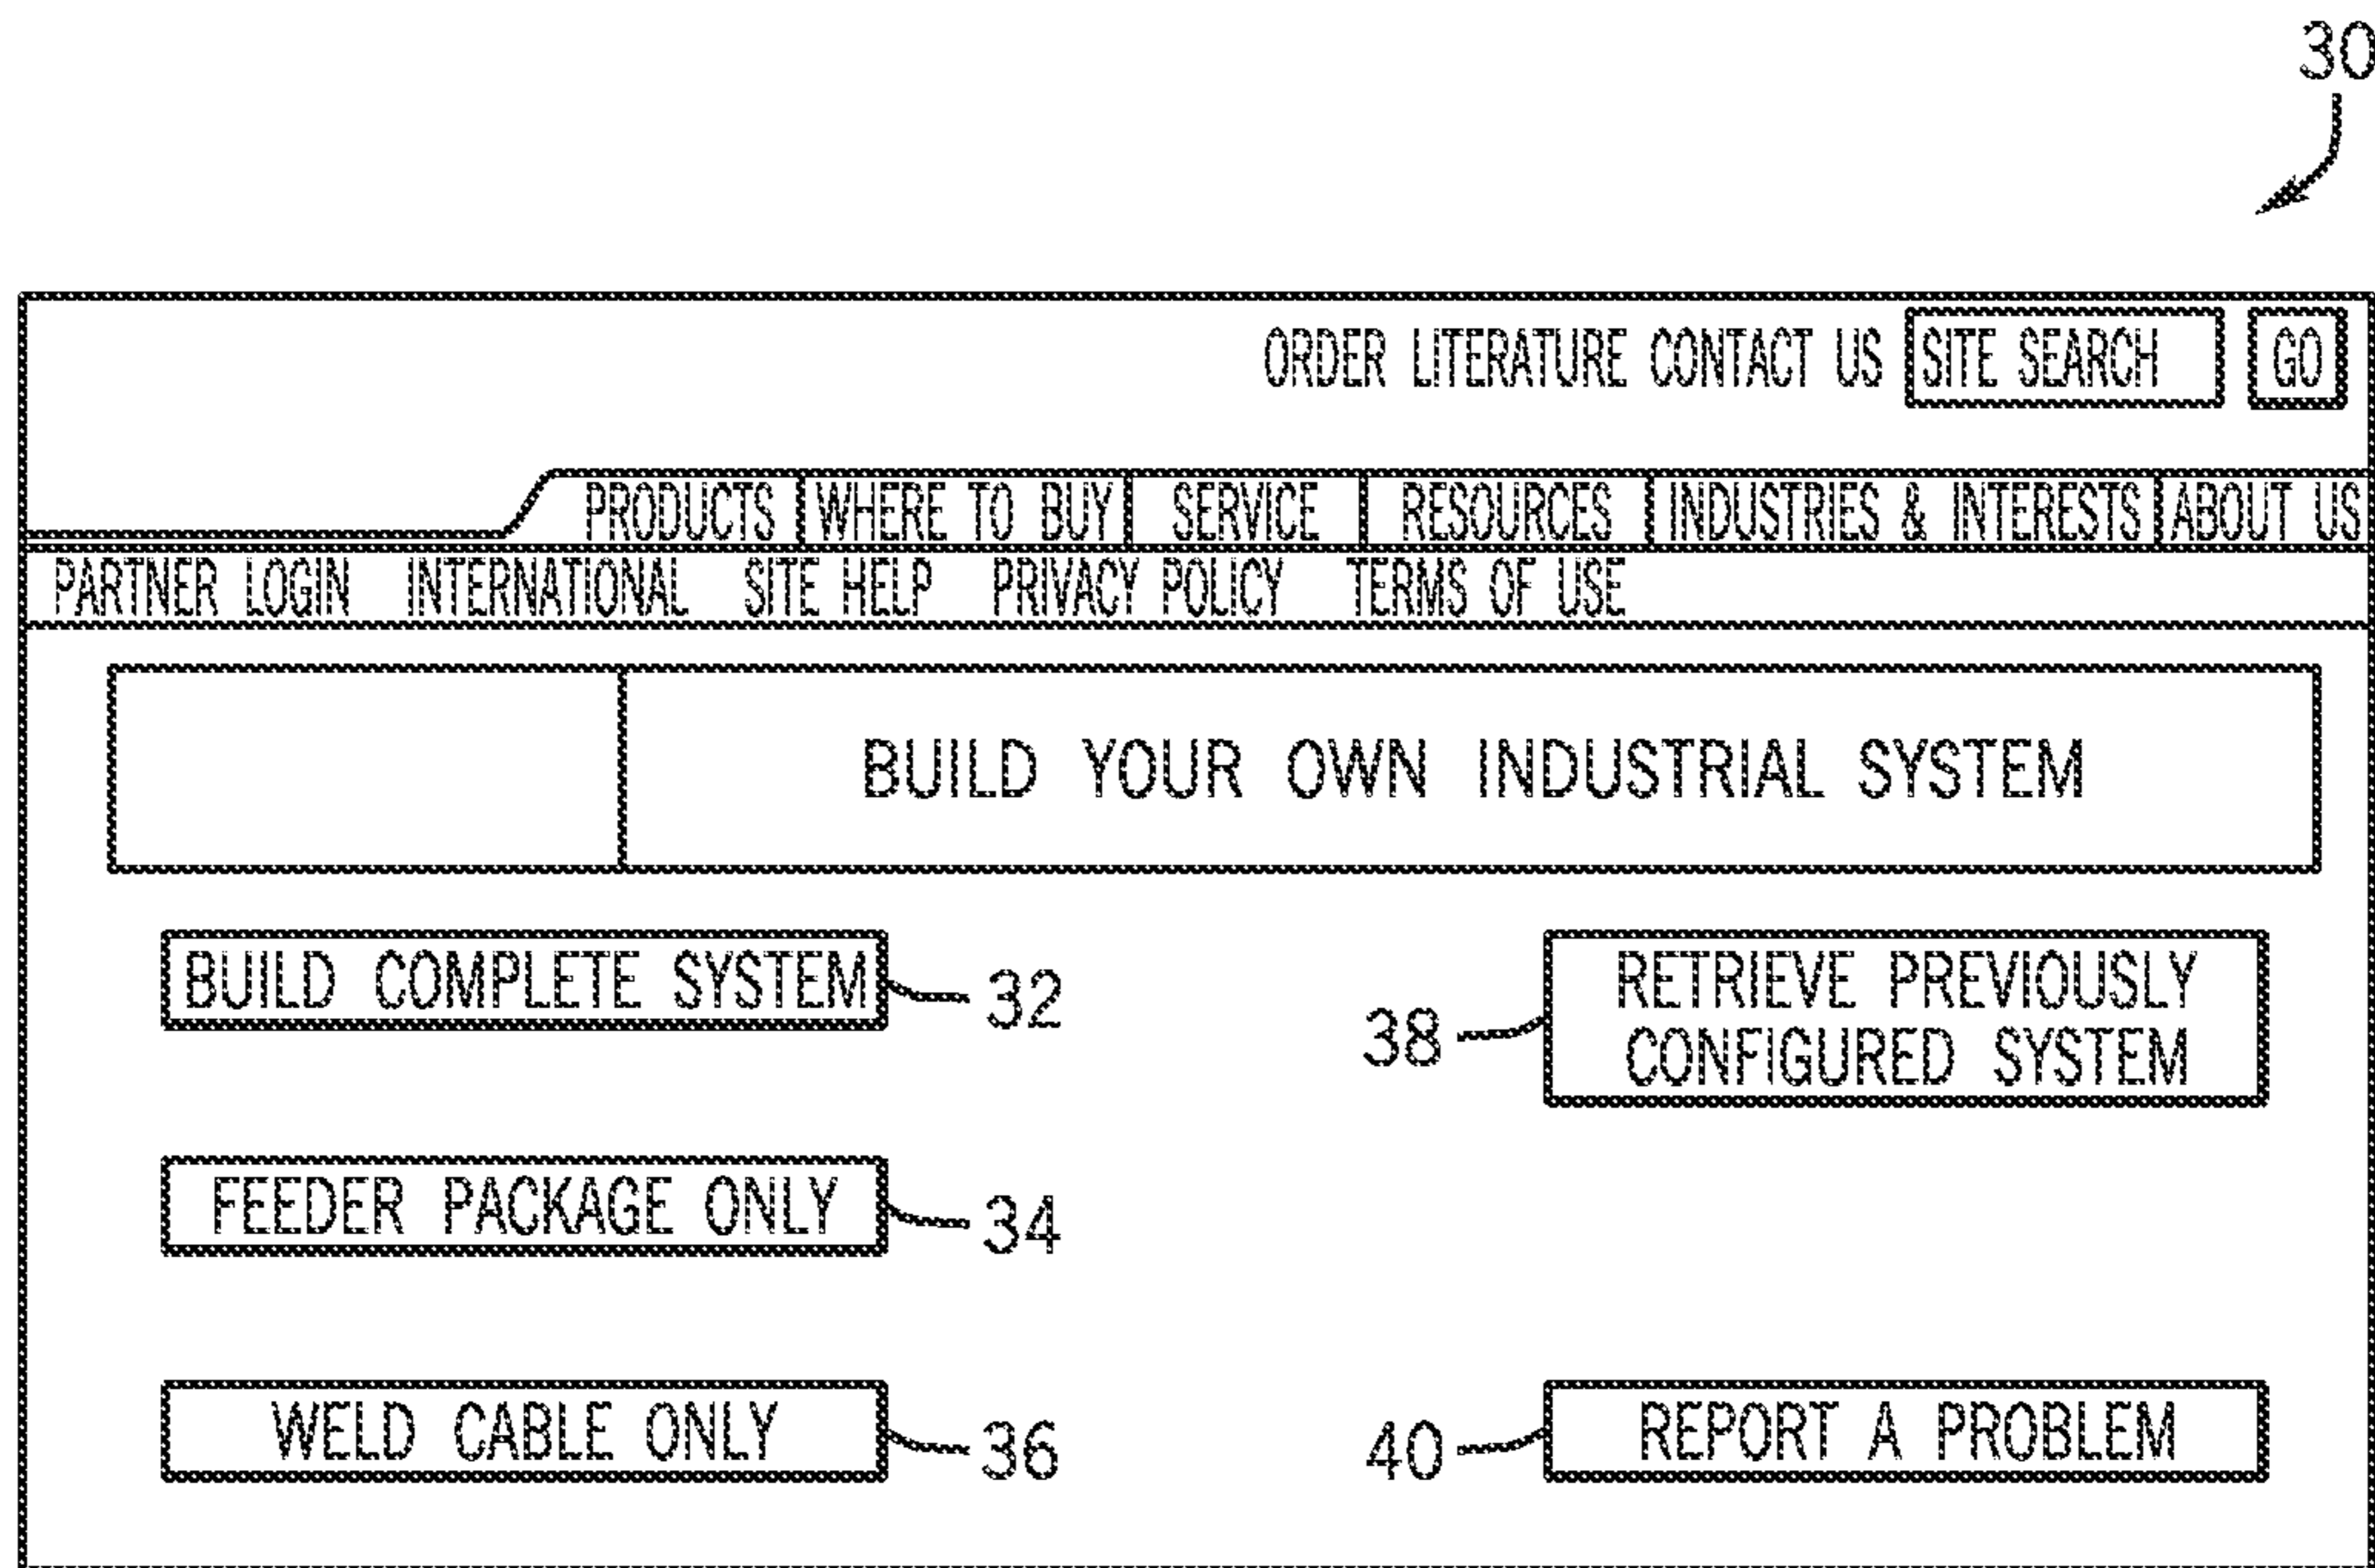 30
ORDER LITERATURE CONTACT US SITE SEARCH GO
PRODUCTS WHERE TO BUY SERVICE RESOURCES INDUSTRIES & INTERESTS ABOUT US
PARTNER LOGIN INTERNATIONAL SITE HELP PRIVACY POLICY TERMS OF USE
BUILD YOUR OWN INDUSTRIAL SYSTEM
BUILD COMPLETE SYSTEM 32
38 RETRIEVE PREVIOUSLY
CONFIGURED SYSTEM
FEEDER PACKAGE ONLY 34
WELD CABLE ONLY 36
40 REPORT A PROBLEM